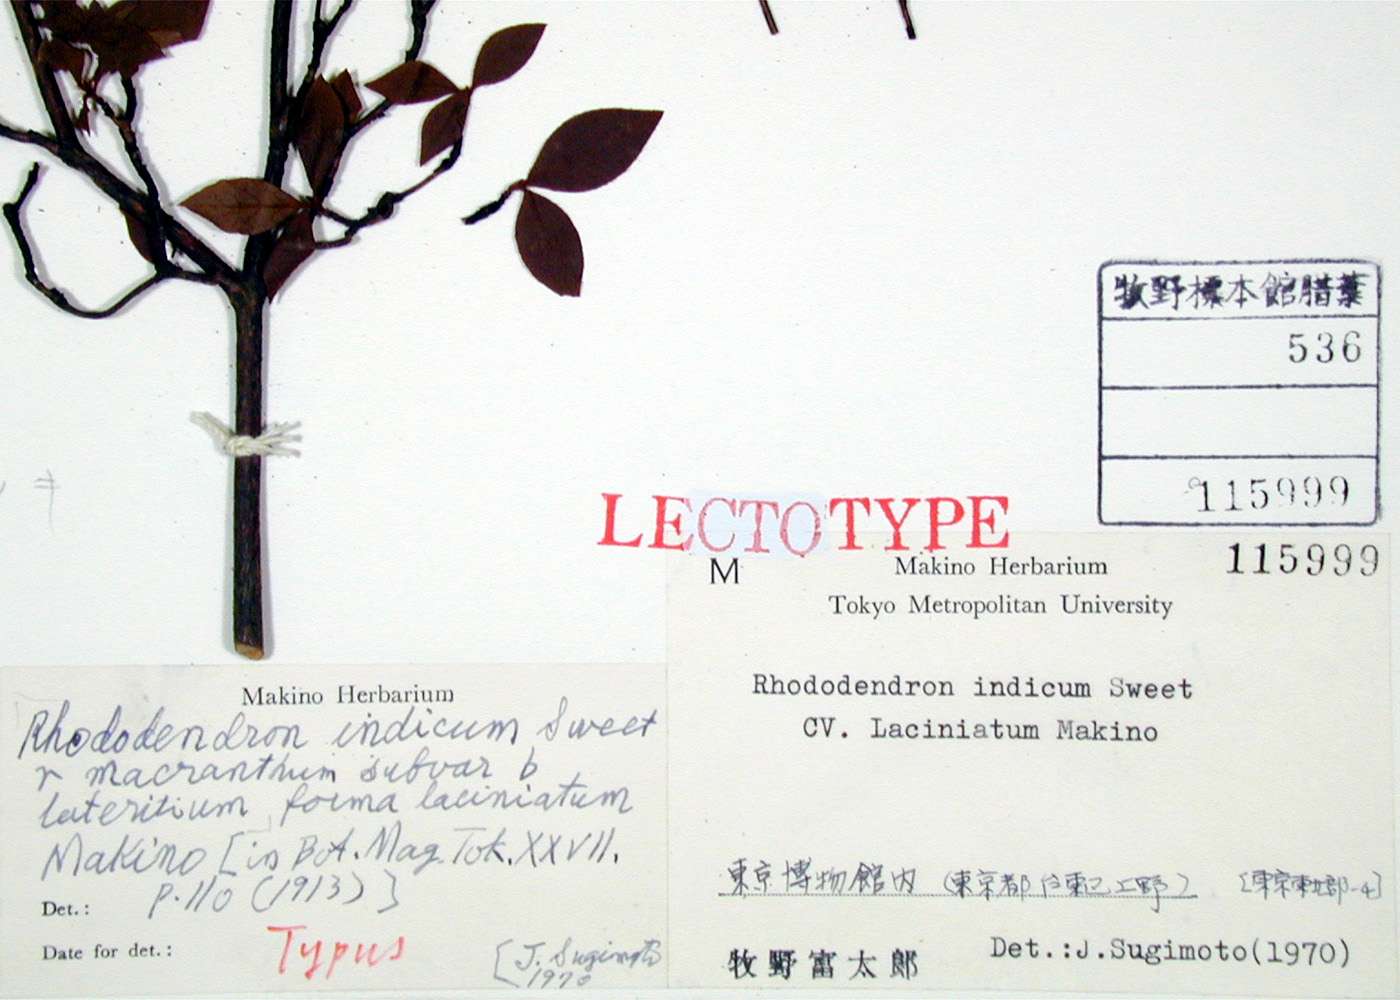 牧野標本館腊葉
536
115999
LECTOTYPE
M
Makino Herbarium
115999
Tokyo Metropolitan University
Rhododendron indicum Sweet
CV. Laciniatum Makino
東京博物館内 (東京都台東区上野)
牧野富太郎
Det.:J.Sugimoto(1970)
Makino Herbarium
Rhododendron indicum Sweet
r macranthum subvar b
lateritium forma laciniatum
Makino [in Bot. Mag. Tok. XXVII.
p.110 (1913)]
Det.:
Date for det.:
Typus
[J. Sugimoto
1970